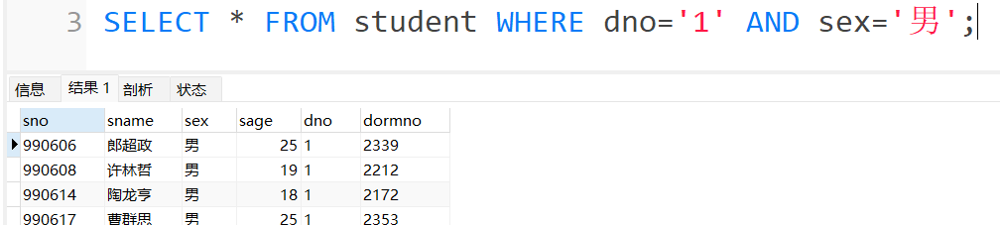 3 SELECT * FROM student WHERE dno='1' AND sex='男';
信息 结果 1 剖析 状态
sno sname sex sage dno dormno
990606 郎超政 男 25 1 2339
990608 许林哲 男 19 1 2212
990614 陶龙亨 男 18 1 2172
990617 曹群思 男 25 1 2353